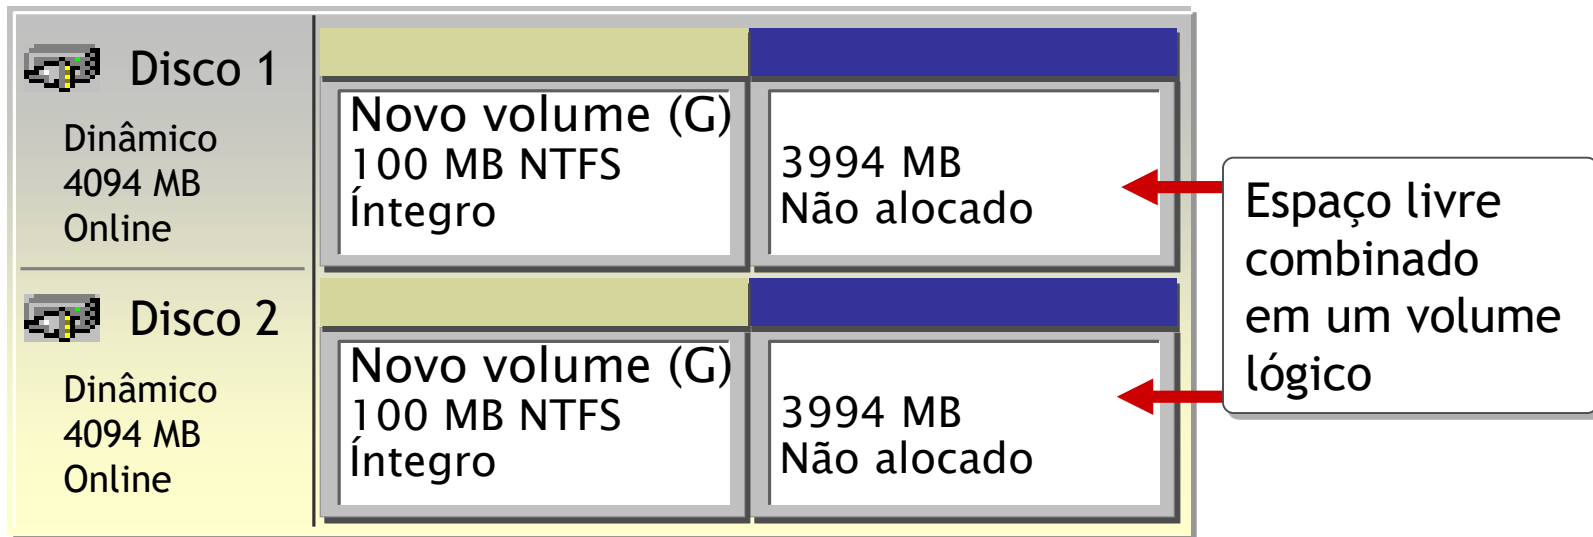 Disco 1
Dinâmico
4094 MB
Online
Novo volume (G)
100 MB NTFS
Íntegro
3994 MB
Não alocado
Disco 2
Dinâmico
4094 MB
Online
Novo volume (G)
100 MB NTFS
Íntegro
3994 MB
Não alocado
Espaço livre
combinado
em um volume
lógico